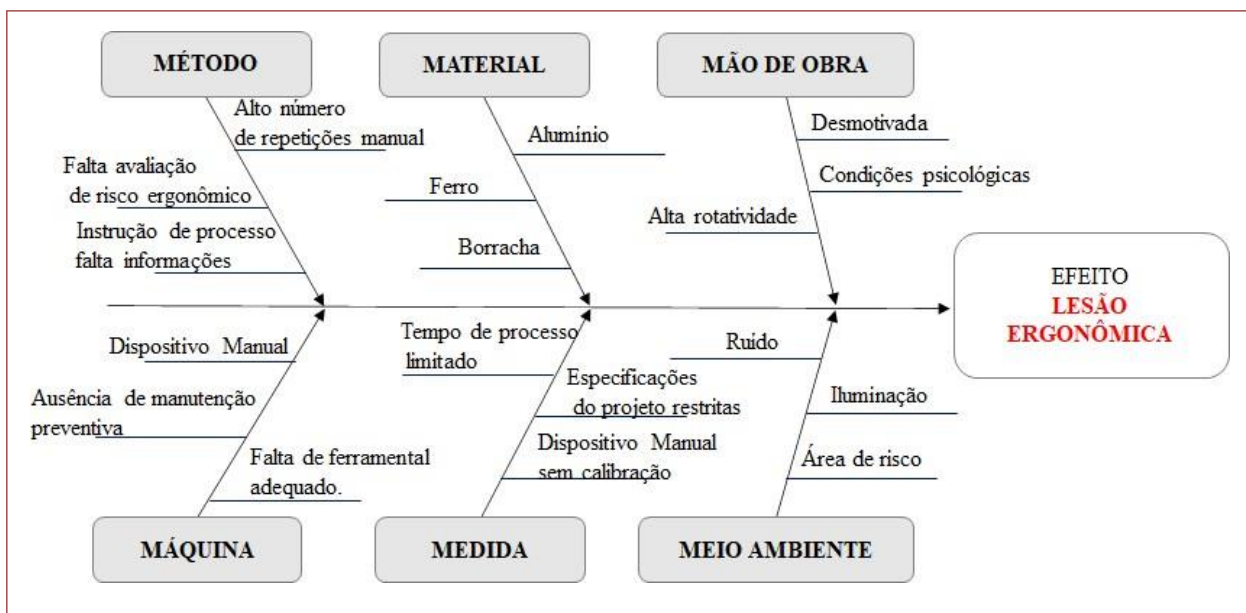 MÉTODO
MATERIAL
MÃO DE OBRA
Alto número
de repetições manual
Falta avaliação
de risco ergonômico
Instrução de processo
falta informações
Alumínio
Ferro
Borracha
Desmotivada
Condições psicológicas
Alta rotatividade
EFEITO
LESÃO
ERGONÔMICA
Dispositivo Manual
Ausência de manutenção
preventiva
Falta de ferramental
adequado.
Tempo de processo
limitado
Especificações
do projeto restritas
Dispositivo Manual
sem calibração
Ruído
Iluminação
Área de risco
MÁQUINA
MEDIDA
MEIO AMBIENTE